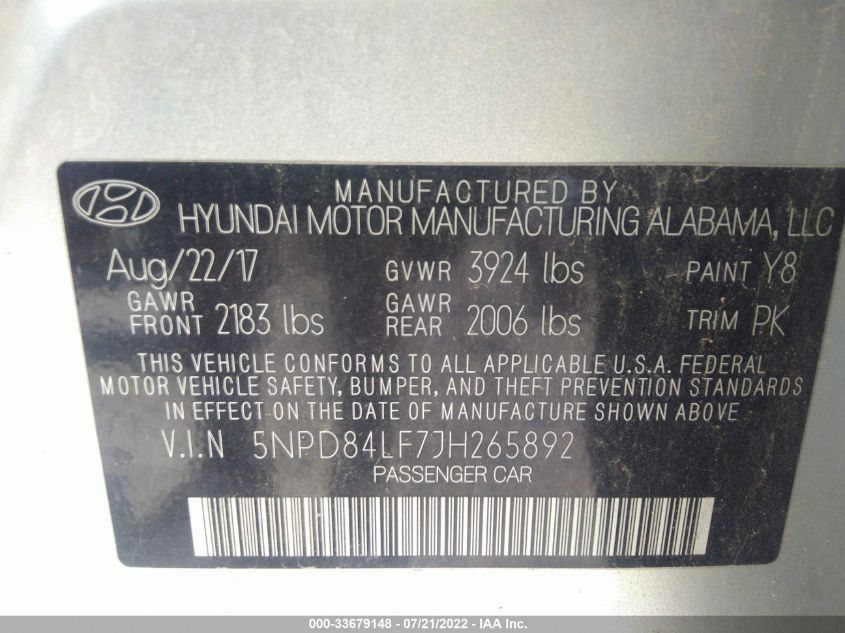 MANUFACTURED BY
HYUNDAI MOTOR MANUFACTURING ALABAMA, LLC
Aug/22/17 GVWR 3924 lbs PAINT Y8
GAWR FRONT 2183 lbs GAWR REAR 2006 lbs TRIM PK
THIS VEHICLE CONFORMS TO ALL APPLICABLE U.S.A. FEDERAL
MOTOR VEHICLE SAFETY, BUMPER, AND THEFT PREVENTION STANDARDS
IN EFFECT ON THE DATE OF MANUFACTURE SHOWN ABOVE.
V.I.N 5NPD84LF7JH265892
PASSENGER CAR
000-33679148 - 07/21/2022 - IAA Inc.